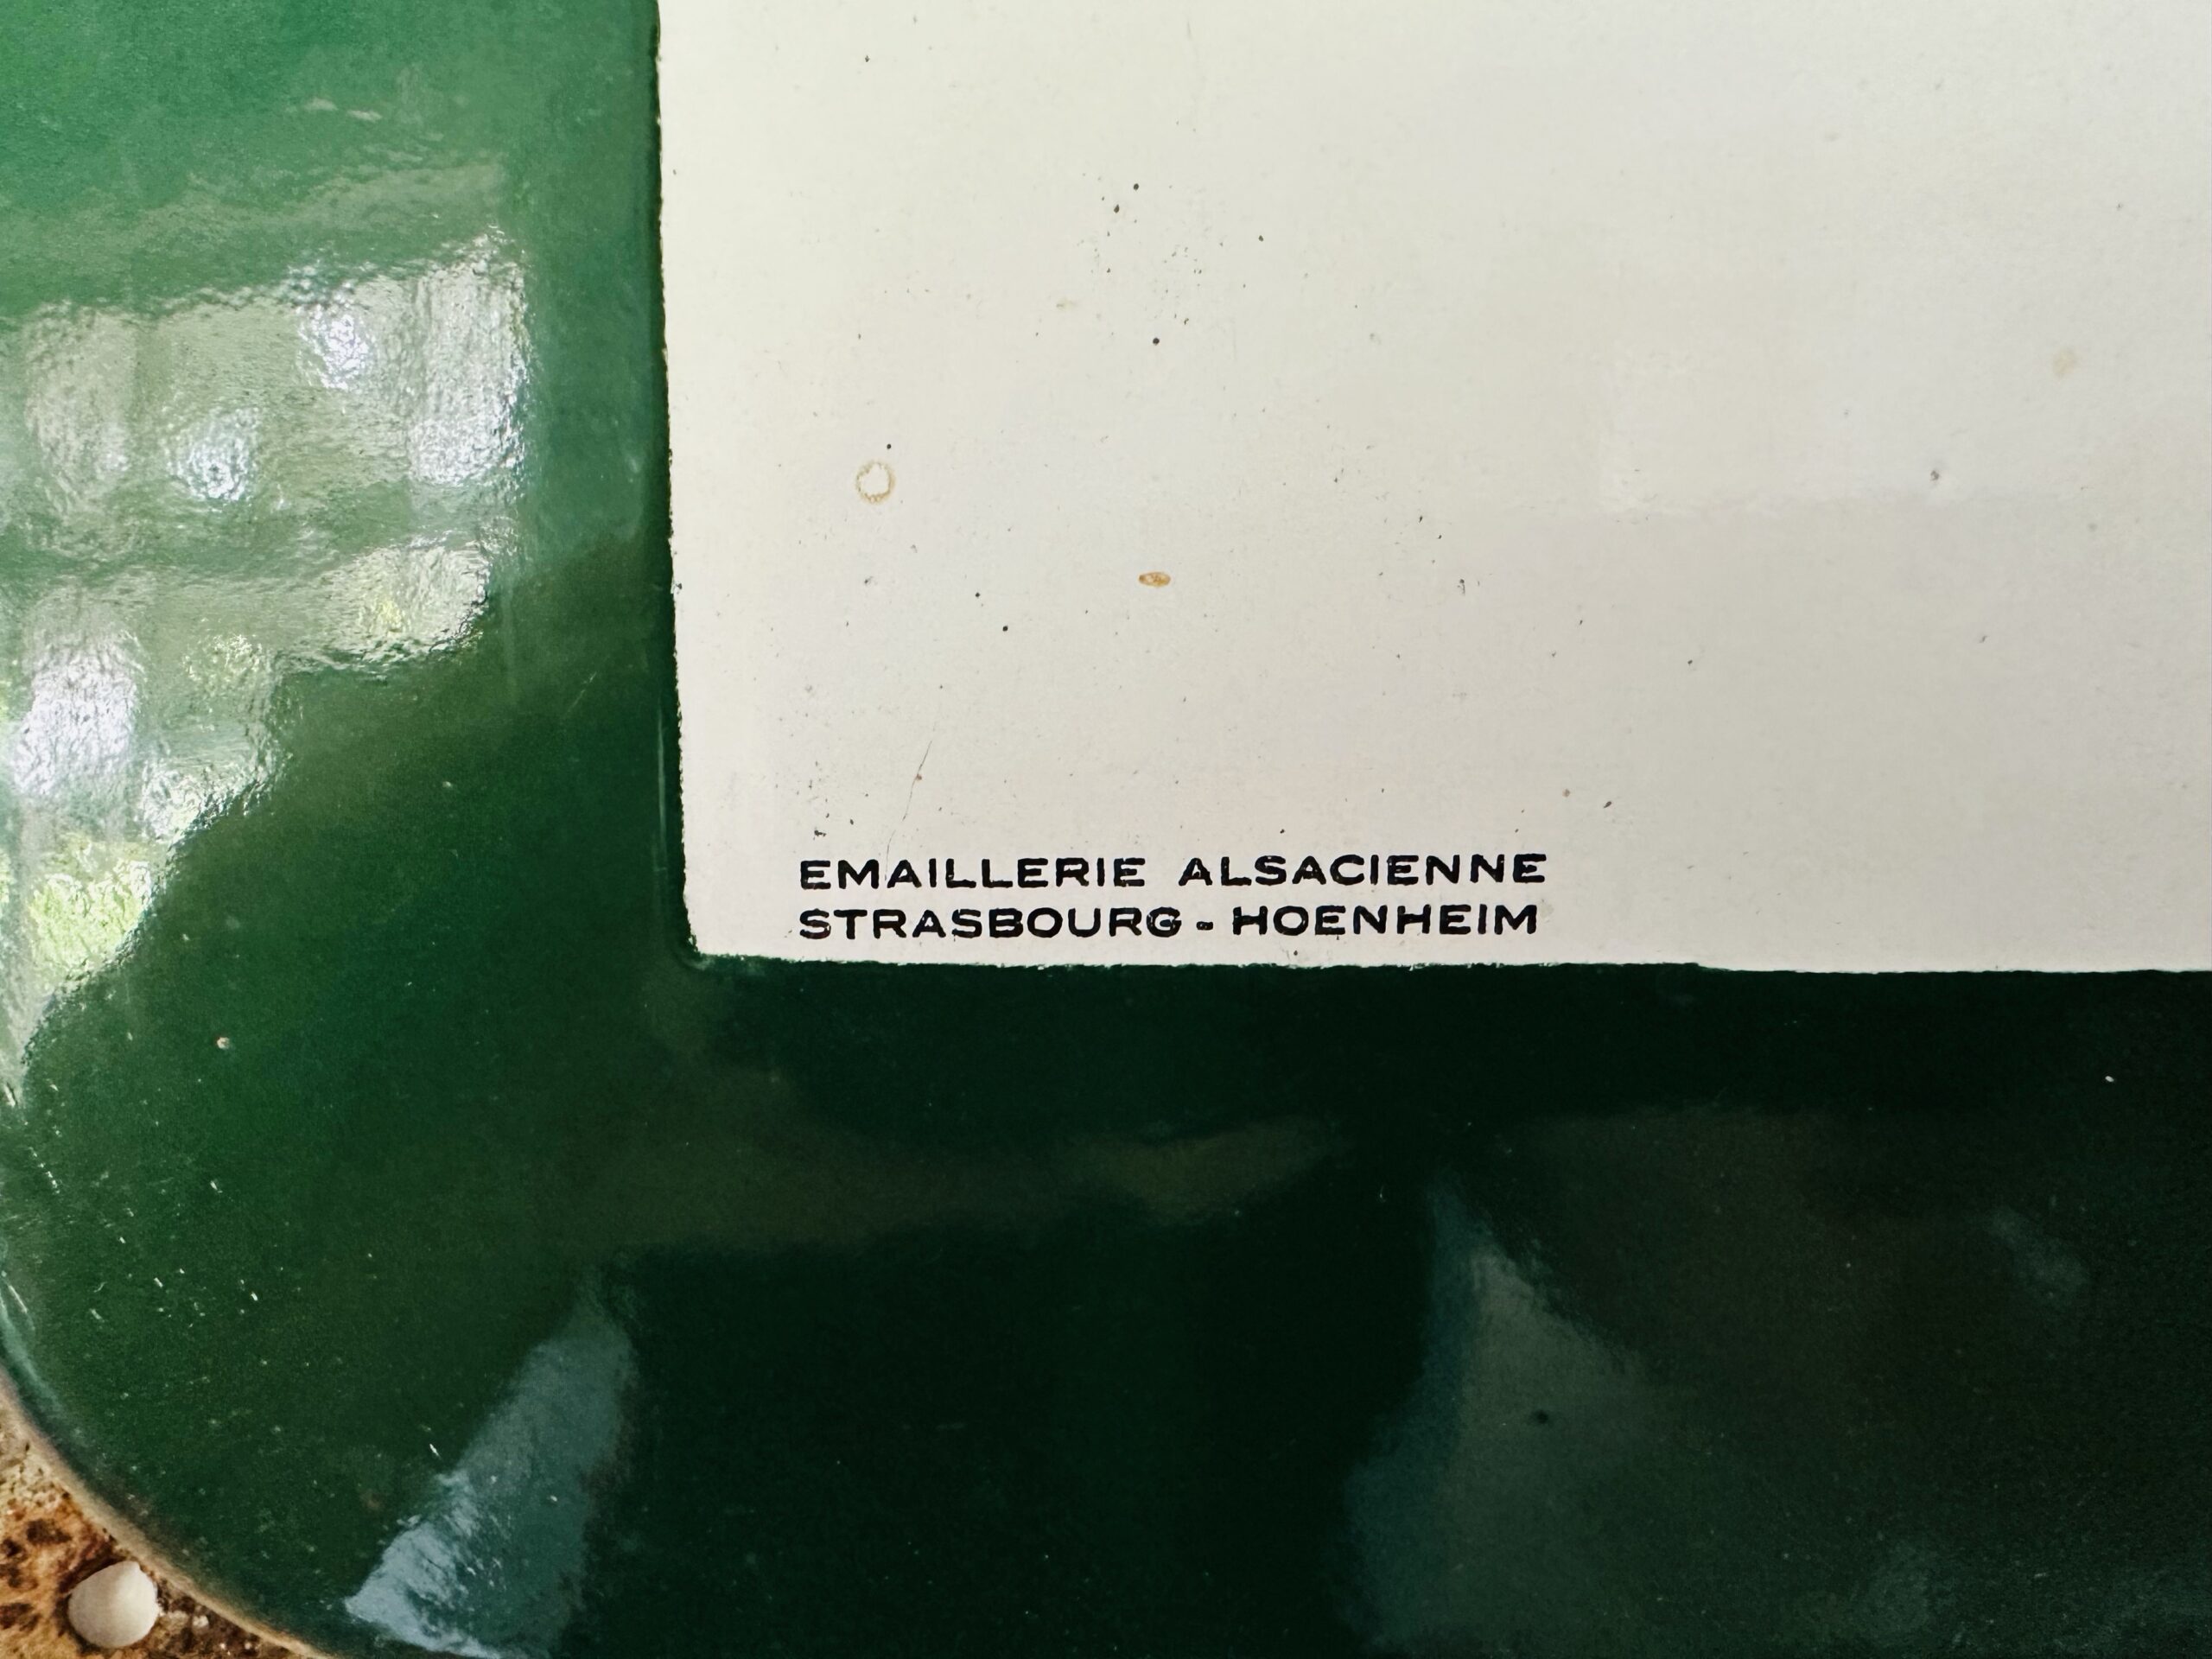 EMAILLERIE ALSACIENNE
STRASBOURG - HOENHEIM